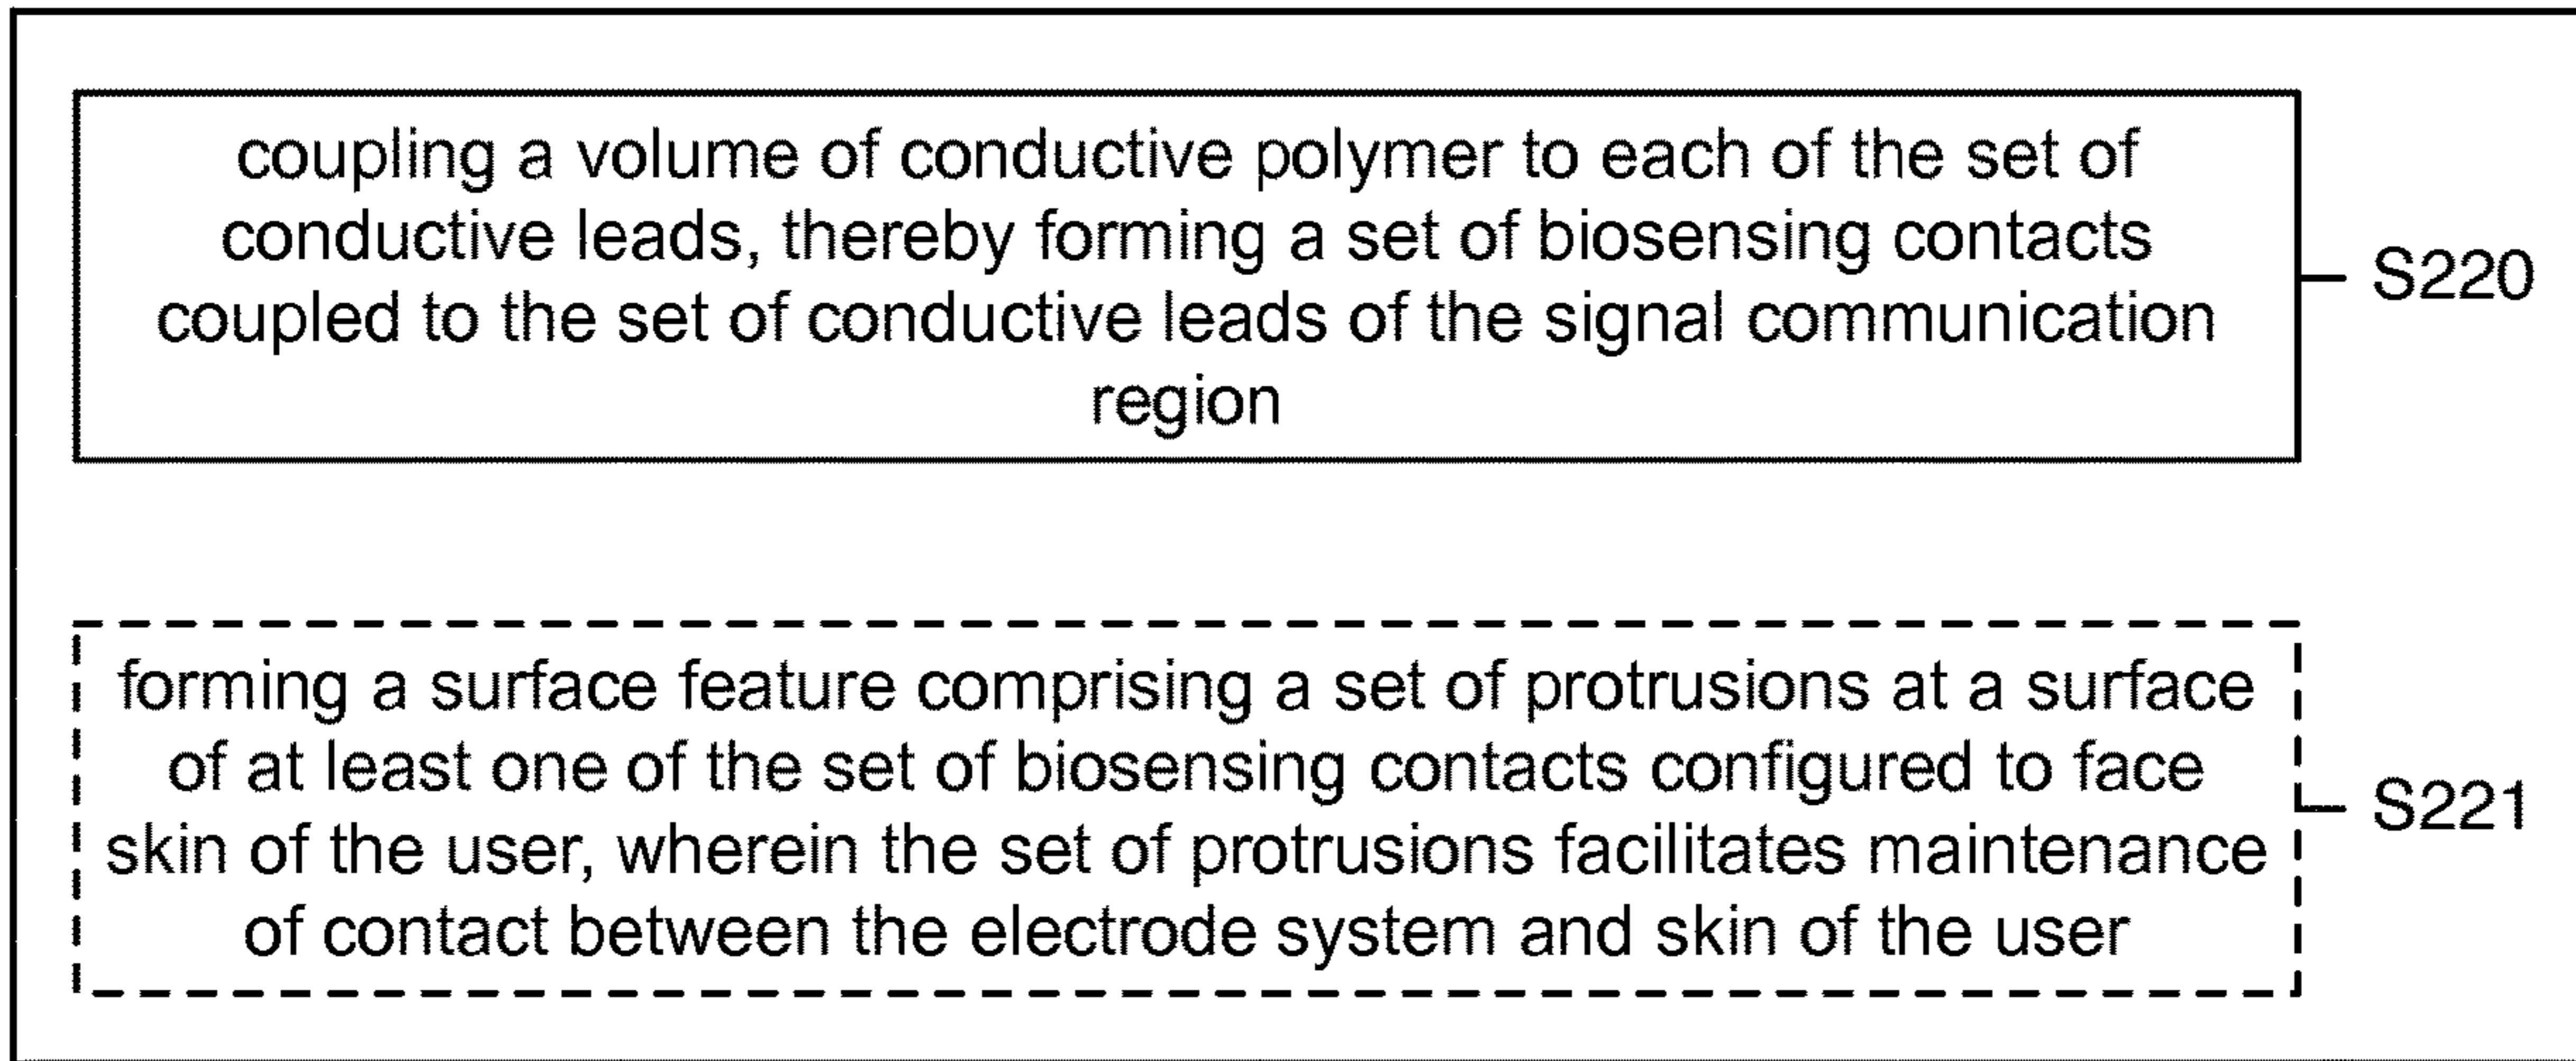 coupling a volume of conductive polymer to each of the set of
conductive leads, thereby forming a set of biosensing contacts
coupled to the set of conductive leads of the signal communication
region
S220
forming a surface feature comprising a set of protrusions at a surface
of at least one of the set of biosensing contacts configured to face
skin of the user, wherein the set of protrusions facilitates maintenance
of contact between the electrode system and skin of the user
S221